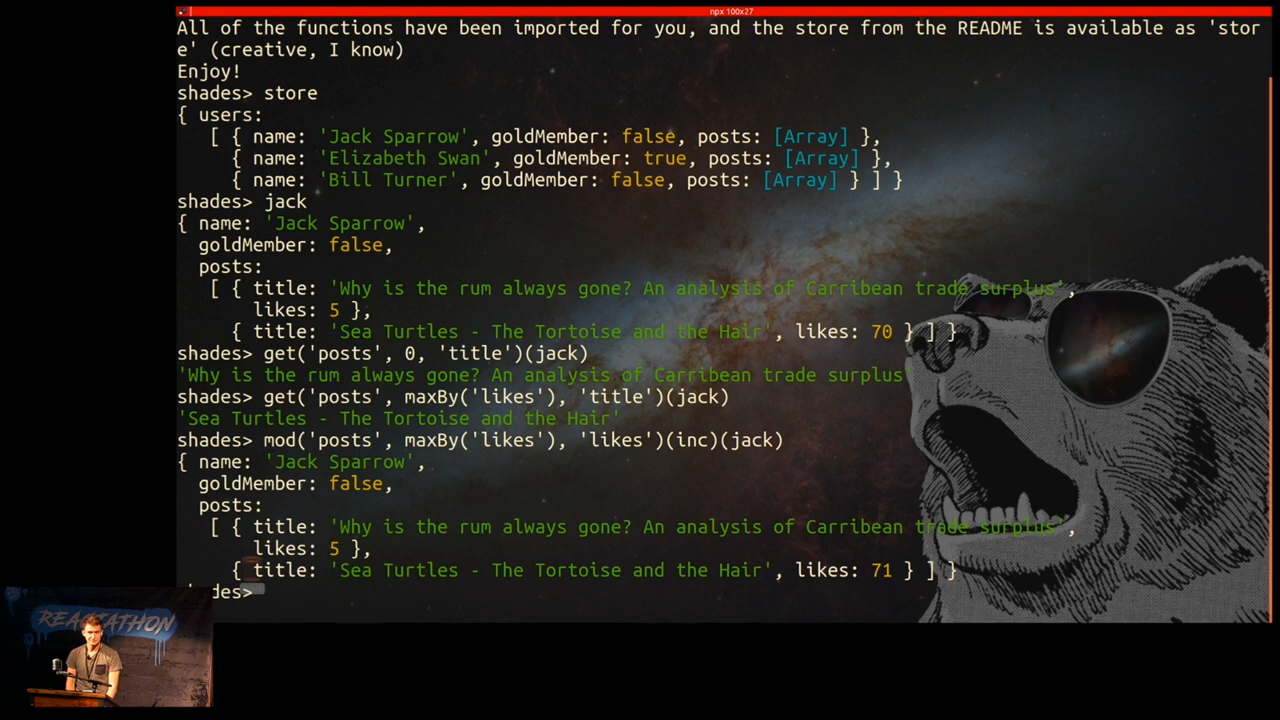 npx 100x27
All of the functions have been imported for you, and the store from the README is available as 'stor
e' (creative, I know)
Enjoy!
shades> store
{ users:
   [ { name: 'Jack Sparrow', goldMember: false, posts: [Array] },
     { name: 'Elizabeth Swan', goldMember: true, posts: [Array] },
     { name: 'Bill Turner', goldMember: false, posts: [Array] } ] }
shades> jack
{ name: 'Jack Sparrow',
  goldMember: false,
  posts:
   [ { title: 'Why is the rum always gone? An analysis of Carribean trade surplus',
       likes: 5 },
     { title: 'Sea Turtles - The Tortoise and the Hair', likes: 70 } ] }
shades> get('posts', 0, 'title')(jack)
'Why is the rum always gone? An analysis of Carribean trade surplus'
shades> get('posts', maxBy('likes'), 'title')(jack)
'Sea Turtles - The Tortoise and the Hair'
shades> mod('posts', maxBy('likes'), 'likes')(inc)(jack)
{ name: 'Jack Sparrow',
  goldMember: false,
  posts:
   [ { title: 'Why is the rum always gone? An analysis of Carribean trade surplus',
       likes: 5 },
     { title: 'Sea Turtles - The Tortoise and the Hair', likes: 71 } ] }
des>
REACTATHON